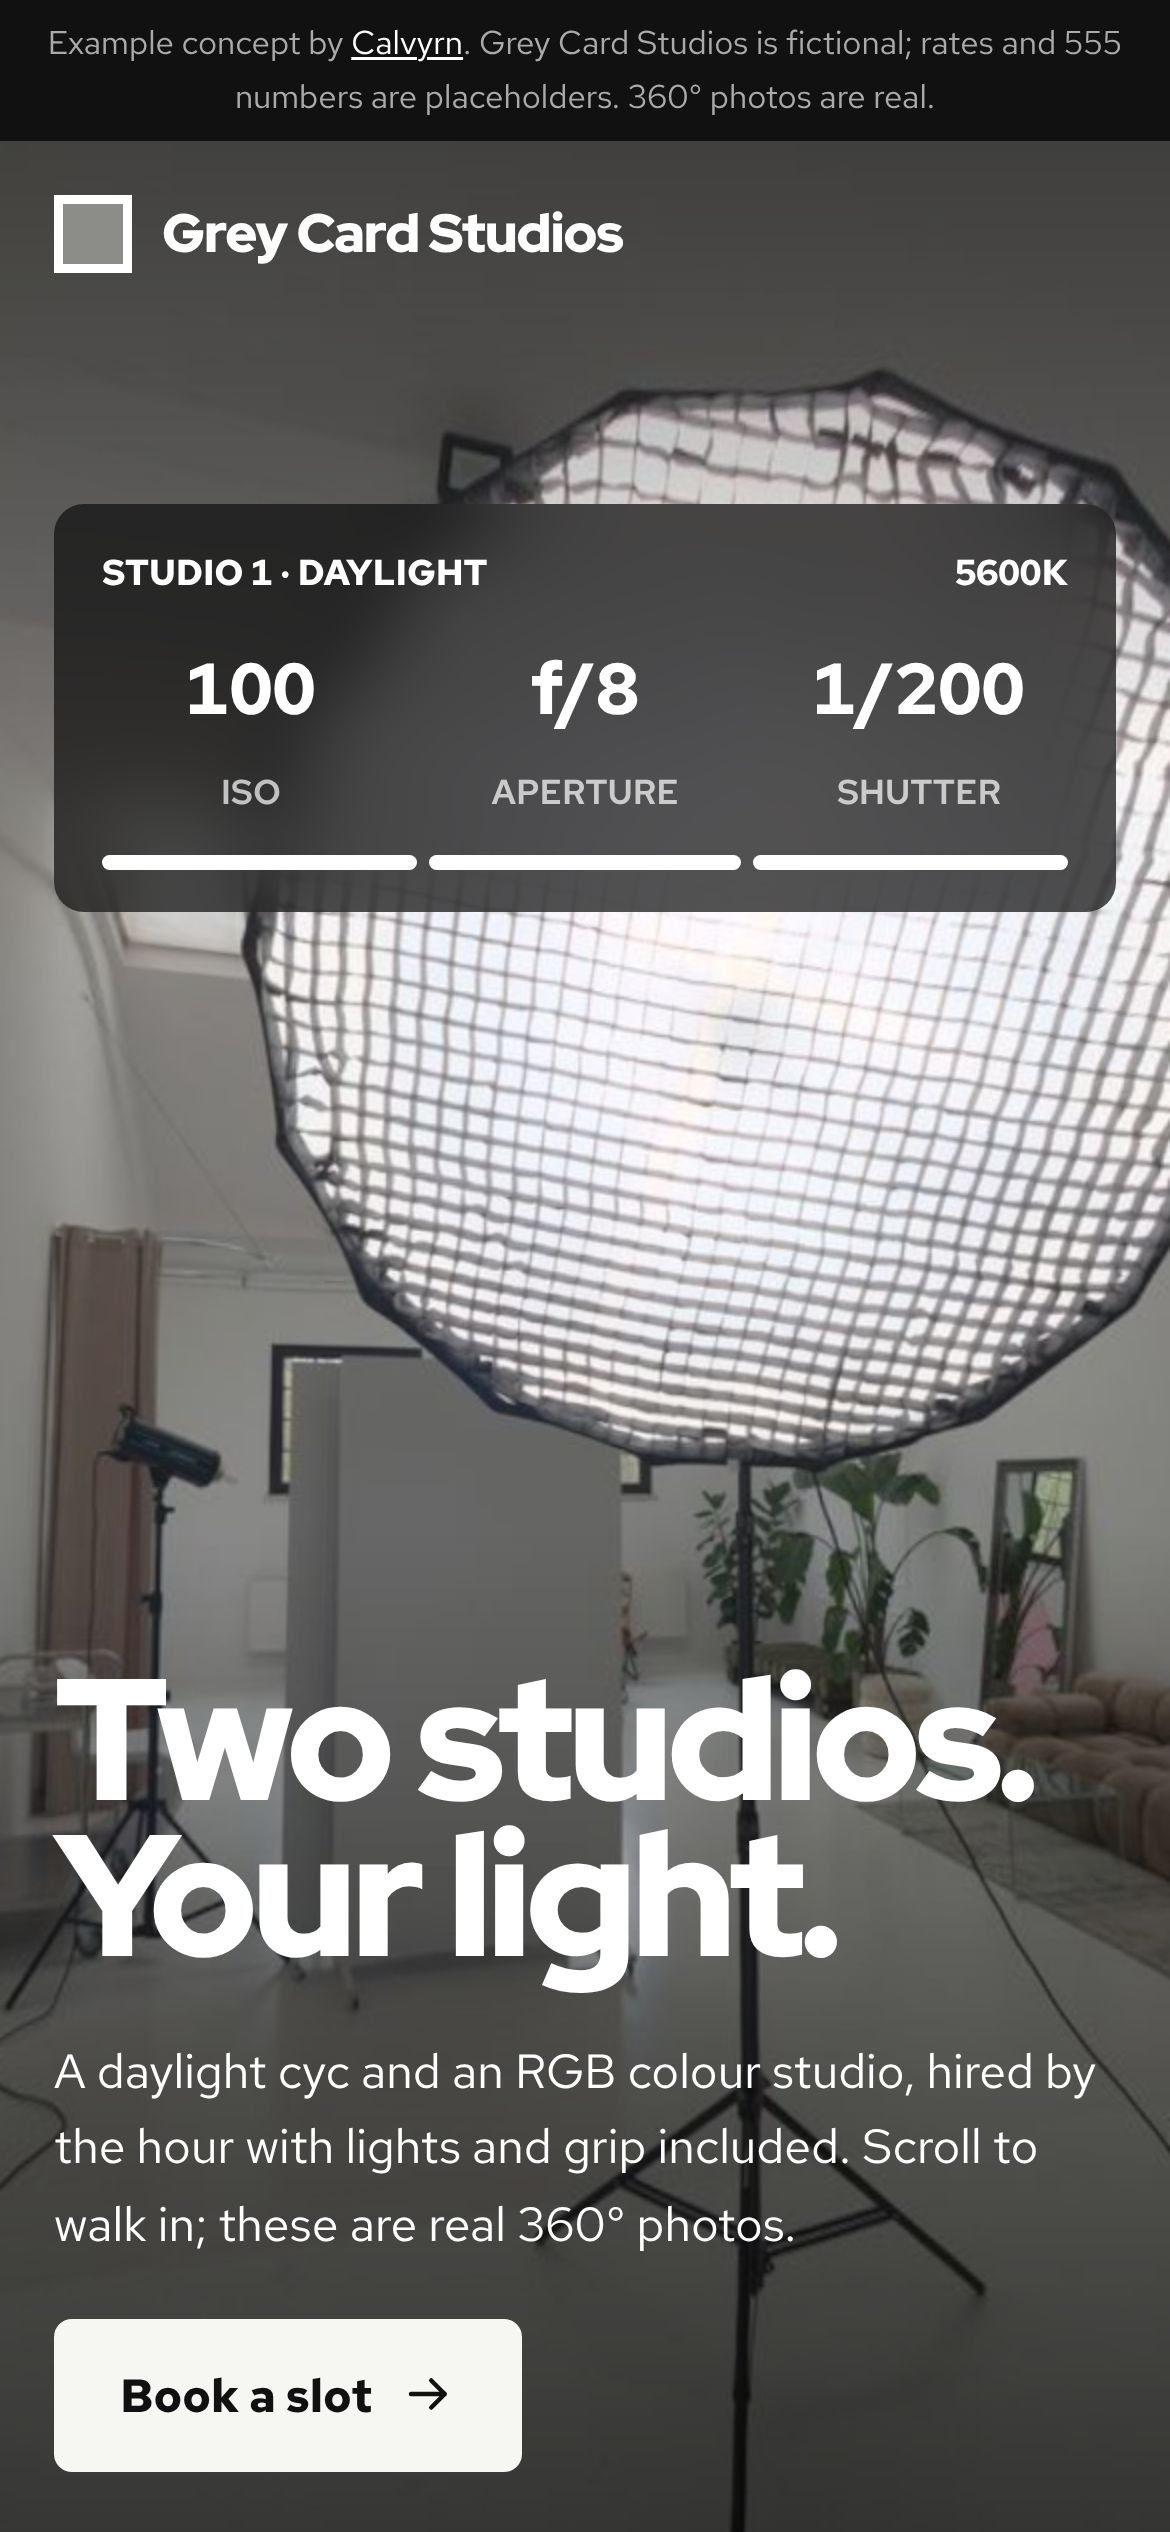 Example concept by Calvyrn. Grey Card Studios is fictional; rates and 555
numbers are placeholders. 360° photos are real.
Grey Card Studios
STUDIO 1 · DAYLIGHT 5600K
100 f/8 1/200
ISO APERTURE SHUTTER
Two studios.
Your light.
A daylight cyc and an RGB colour studio, hired by
the hour with lights and grip included. Scroll to
walk in; these are real 360° photos.
Book a slot →